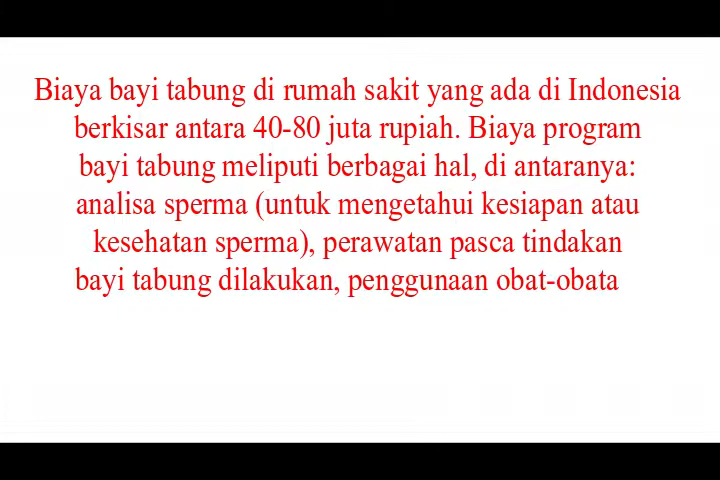 Biaya bayi tabung di rumah sakit yang ada di Indonesia
berkisar antara 40-80 juta rupiah. Biaya program
bayi tabung meliputi berbagai hal, di antaranya:
analisa sperma (untuk mengetahui kesiapan atau
kesehatan sperma), perawatan pasca tindakan
bayi tabung dilakukan, penggunaan obat-obata